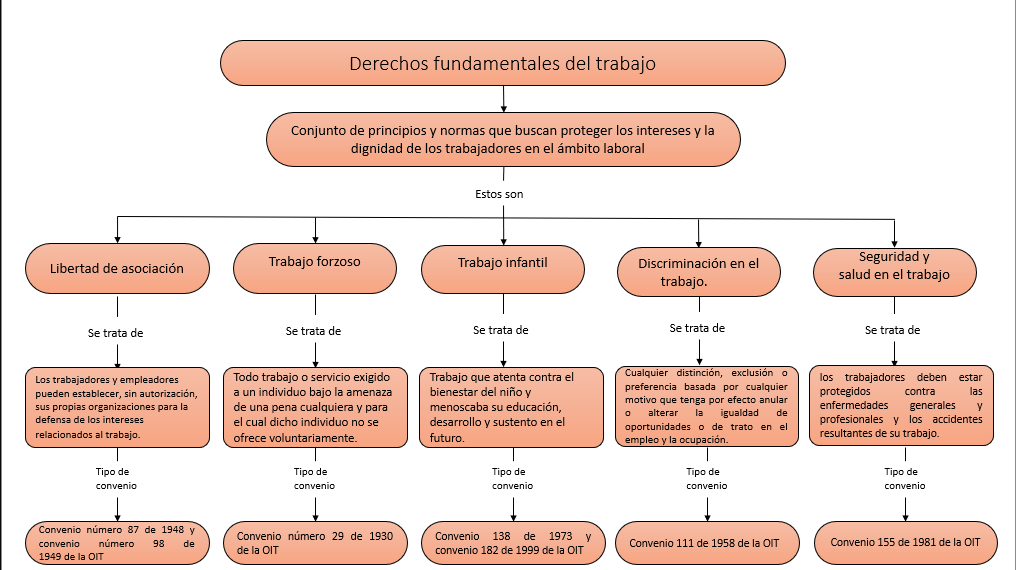 Derechos fundamentales del trabajo
Conjunto de principios y normas que buscan proteger los intereses y la
dignidad de los trabajadores en el ámbito laboral
Estos son
Libertad de asociación
Trabajo forzoso
Trabajo infantil
Discriminación en el
trabajo.
Seguridad y
salud en el trabajo
Se trata de
Se trata de
Se trata de
Se trata de
Se trata de
Los trabajadores y empleadores
pueden establecer, sin autorización,
sus propias organizaciones para la
defensa de los intereses
relacionados al trabajo.
Todo trabajo o servicio exigido
a un individuo bajo la amenaza
de una pena cualquiera y para
el cual dicho individuo no se
ofrece voluntariamente.
Trabajo que atenta contra el
bienestar del niño y
menoscaba su educación,
desarrollo y sustento en el
futuro.
Cualquier distinción, exclusión o
preferencia basada por cualquier
motivo que tenga por efecto anular
o alterar la igualdad de
oportunidades o de trato en el
empleo y la ocupación.
los trabajadores deben estar
protegidos contra las
enfermedades generales y
profesionales y los accidentes
resultantes de su trabajo.
Tipo de
convenio
Tipo de
convenio
Tipo de
convenio
Tipo de
convenio
Tipo de
convenio
Convenio número 87 de 1948 y
convenio número 98 de
1949 de la OIT
Convenio número 29 de 1930
de la OIT
Convenio 138 de 1973 y
convenio 182 de 1999 de la OIT
Convenio 111 de 1958 de la OIT
Convenio 155 de 1981 de la OIT